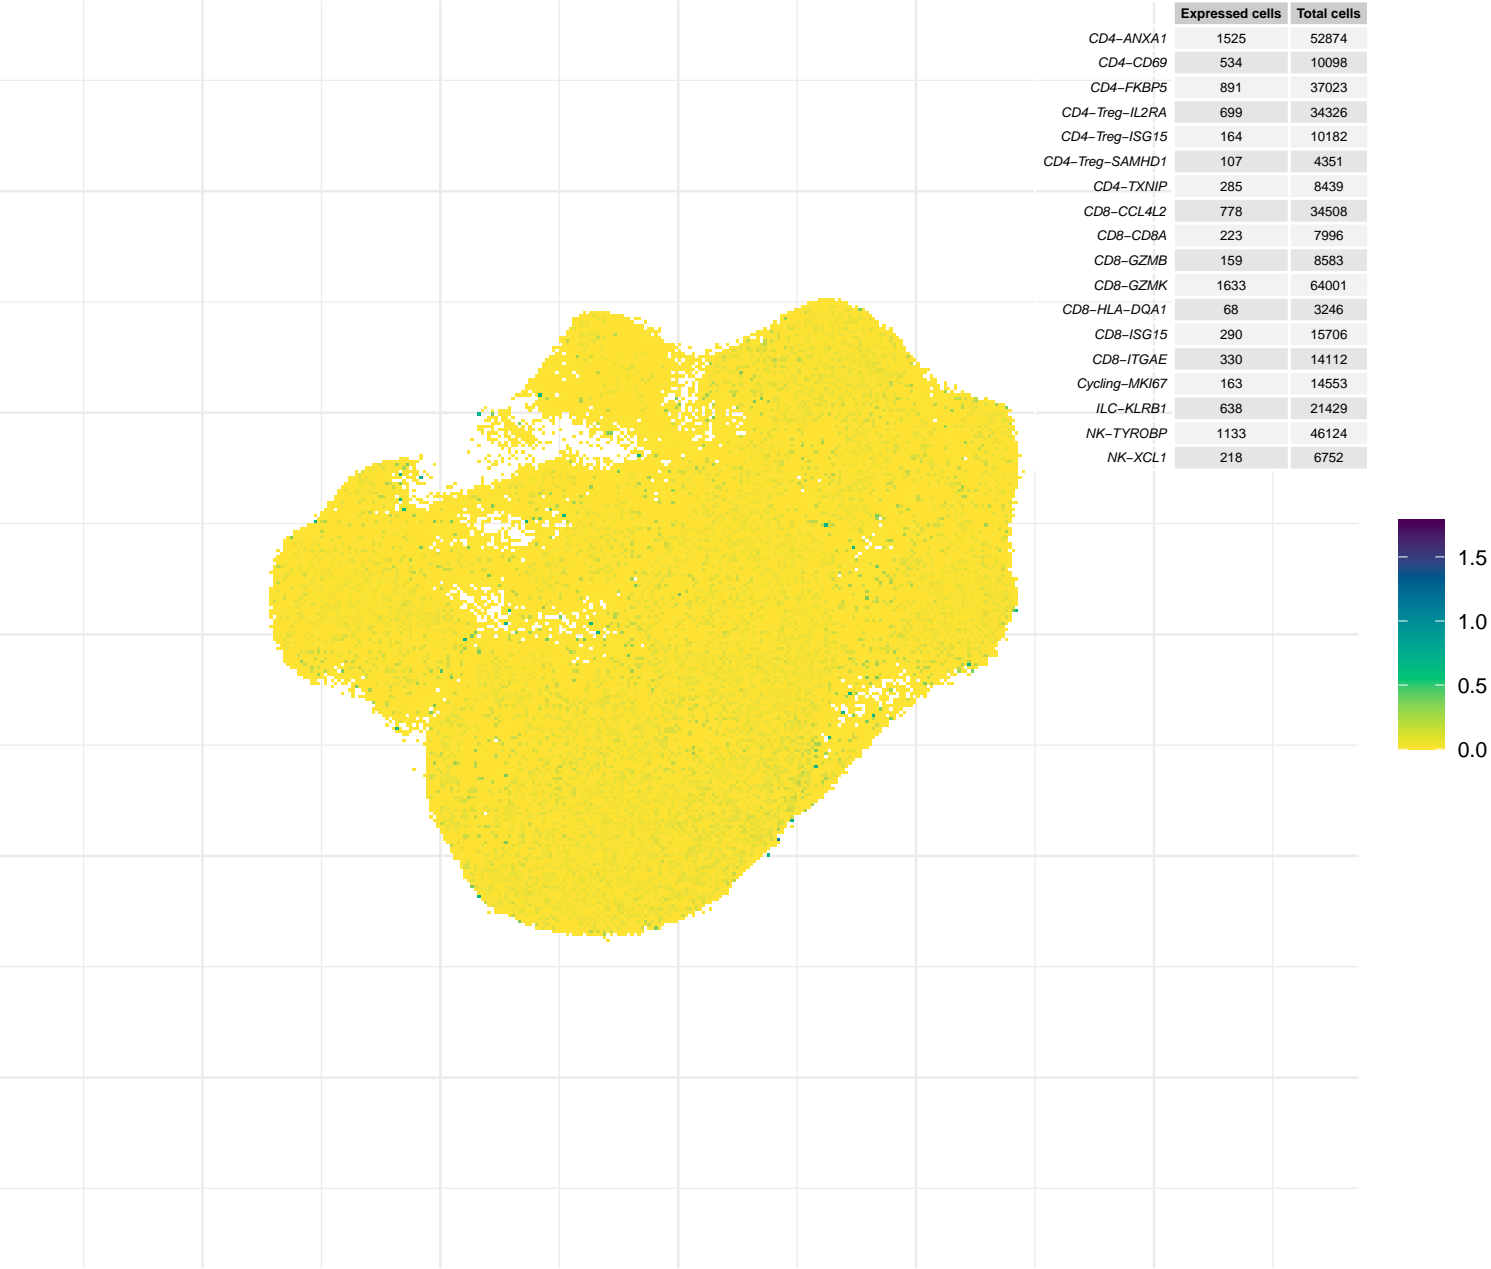 Expressed cells Total cells
CD4−ANXA1 1525 52874
CD4−CD69 534 10098
CD4−FKBP5 891 37023
CD4−Treg−IL2RA 699 34326
CD4−Treg−ISG15 164 10182
CD4−Treg−SAMHD1 107 4351
CD4−TXNIP 285 8439
CD8−CCL4L2 778 34508
CD8−CD8A 223 7996
CD8−GZMB 159 8583
CD8−GZMK 1633 64001
CD8−HLA−DQA1 68 3246
CD8−ISG15 290 15706
CD8−ITGAE 330 14112
Cycling−MKI67 163 14553
ILC−KLRB1 638 21429
NK−TYROBP 1133 46124
NK−XCL1 218 6752
1.5
1.0
0.5
0.0